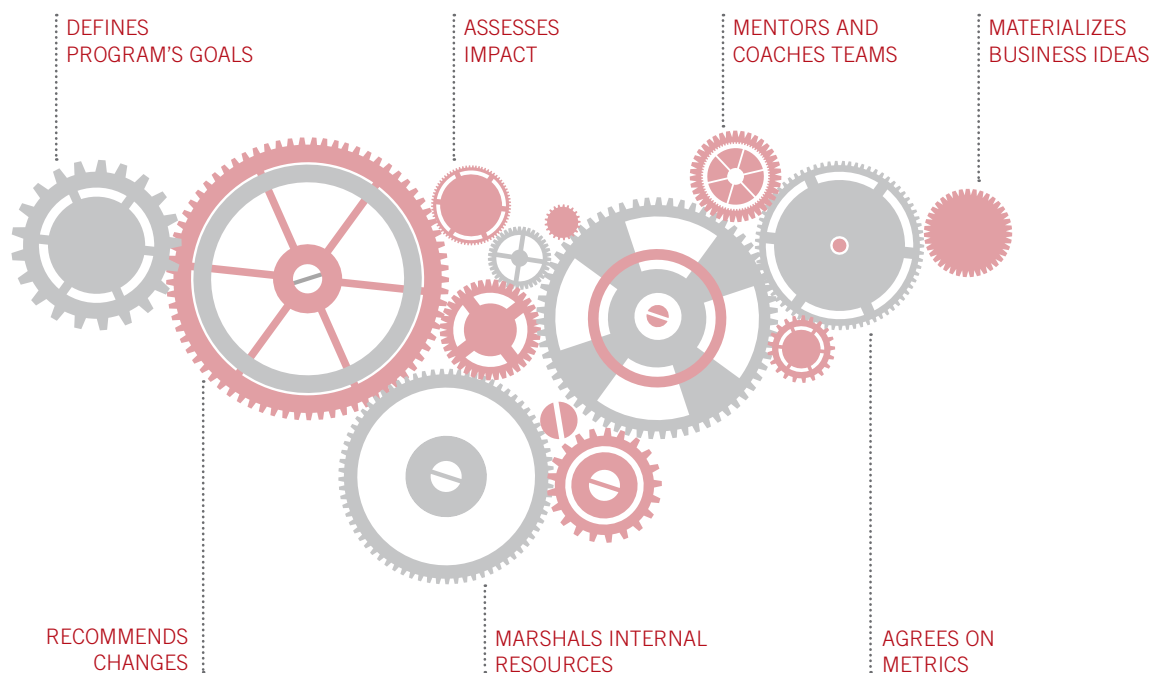 DEFINES
PROGRAM'S GOALS
ASSESSES
IMPACT
MENTORS AND
COACHES TEAMS
MATERIALIZES
BUSINESS IDEAS
RECOMMENDS
CHANGES
MARSHALS INTERNAL
RESOURCES
AGREES ON
METRICS